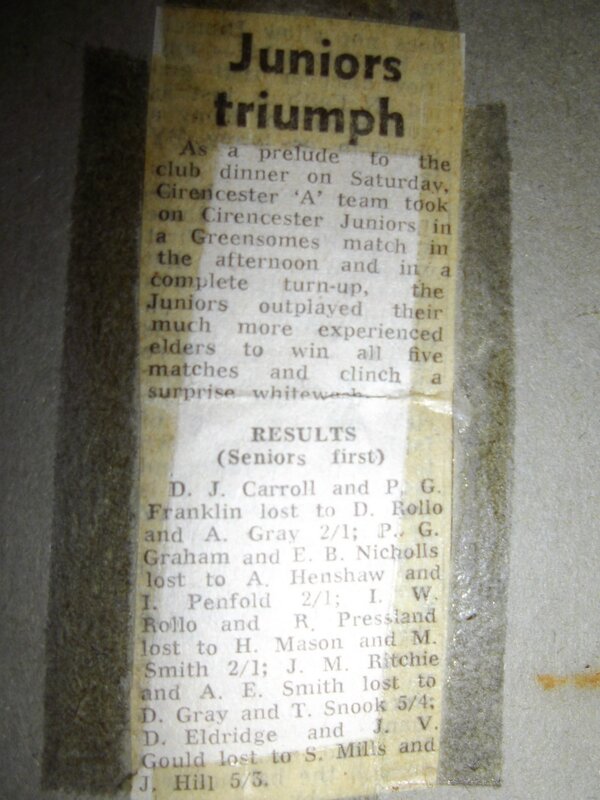 Juniors
triumph
As a prelude to the
club dinner on Saturday,
Cirencester 'A' team took
on Cirencester Juniors in
a Greensomes match in
the afternoon and in a
complete turn-up, the
Juniors outplayed their
much more experienced
elders to win all five
matches and clinch a
surprise whitewash.
RESULTS
(Seniors first)
D. J. Carroll and P. G.
Franklin lost to D. Rollo
and A. Gray 2/1; P. G.
Graham and E. B. Nicholls
lost to A. Henshaw and
I. Penfold 2/1; I. W.
Rollo and R. Pressland
lost to H. Mason and M.
Smith 2/1; J. M. Ritchie
and A. E. Smith lost to
D. Gray and T. Snook 5/4;
D. Eldridge and J. V.
Gould lost to S. Mills and
J. Hill 5/3.